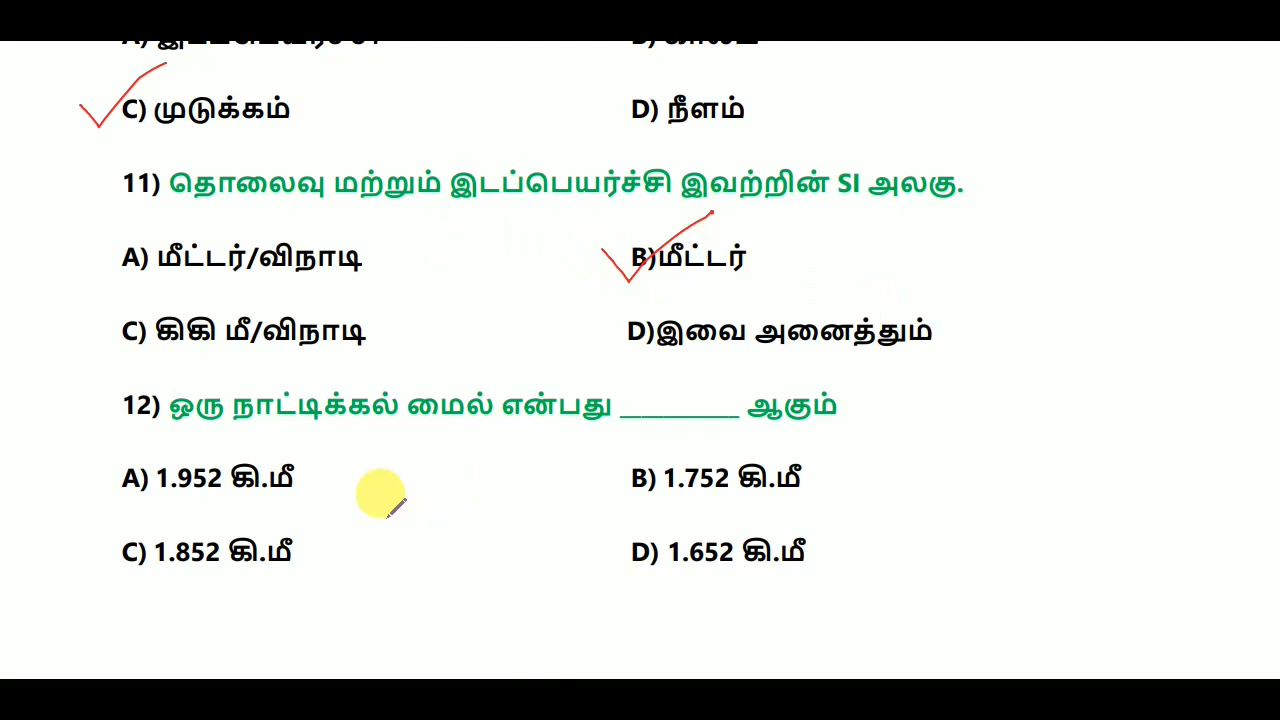 C) முடுக்கம் D) நீளம்
11) தொலைவு மற்றும் இடப்பெயர்ச்சி இவற்றின் SI அலகு.
A) மீட்டர்/விநாடி B)மீட்டர்
C) கிகி மீ/விநாடி D)இவை அனைத்தும்
12) ஒரு நாட்டிக்கல் மைல் என்பது __________ ஆகும்
A) 1.952 கி.மீ B) 1.752 கி.மீ
C) 1.852 கி.மீ D) 1.652 கி.மீ